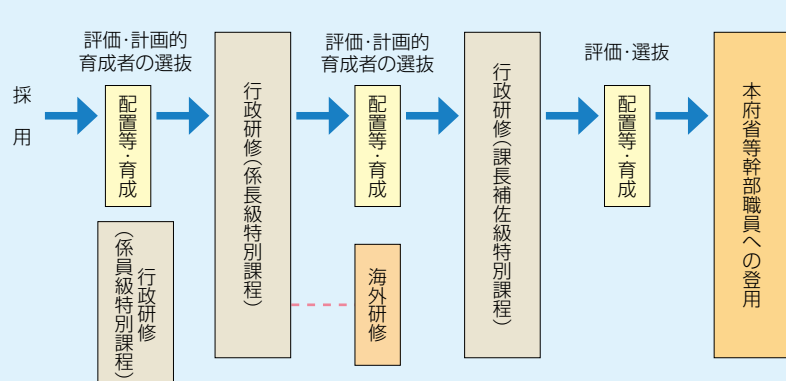 採用
評価・計画的
育成者の選抜
配置等・育成
行政研修
(係員級特別課程)
行政研修(係長級特別課程)
評価・計画的
育成者の選抜
配置等・育成
海外研修
行政研修(課長補佐級特別課程)
評価・選抜
配置等・育成
本府省等幹部職員への登用